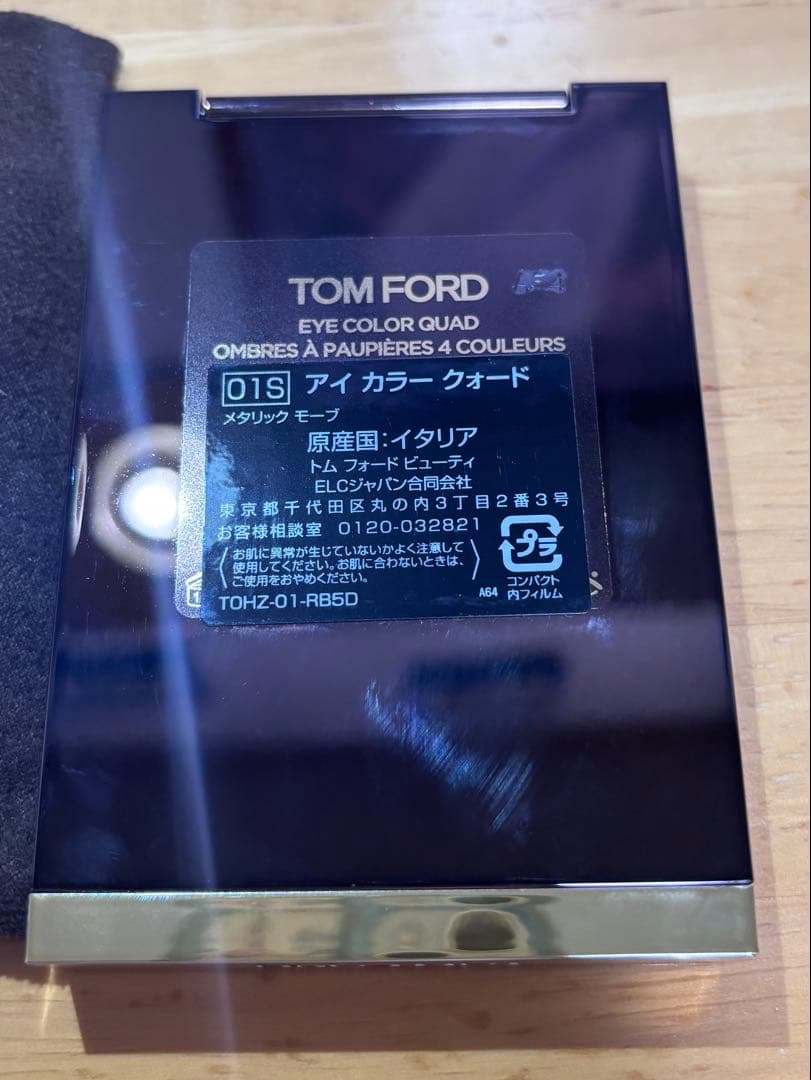 TOM FORD
EYE COLOR QUAD
OMBRES À PAUPIÈRES 4 COULEURS
01S アイ カラー クォード
メタリック モーブ
原産国:イタリア
トム フォード ビューティ
ELCジャパン合同会社
東京都千代田区丸の内3丁目2番3号
お客様相談室 0120-032821
〈お肌に異常が生じていないかよく注意して
使用してください。お肌に合わないときは、
ご使用をおやめください。〉
プラ
コンパクト
内フィルム
A64
T0HZ-01-RB5D